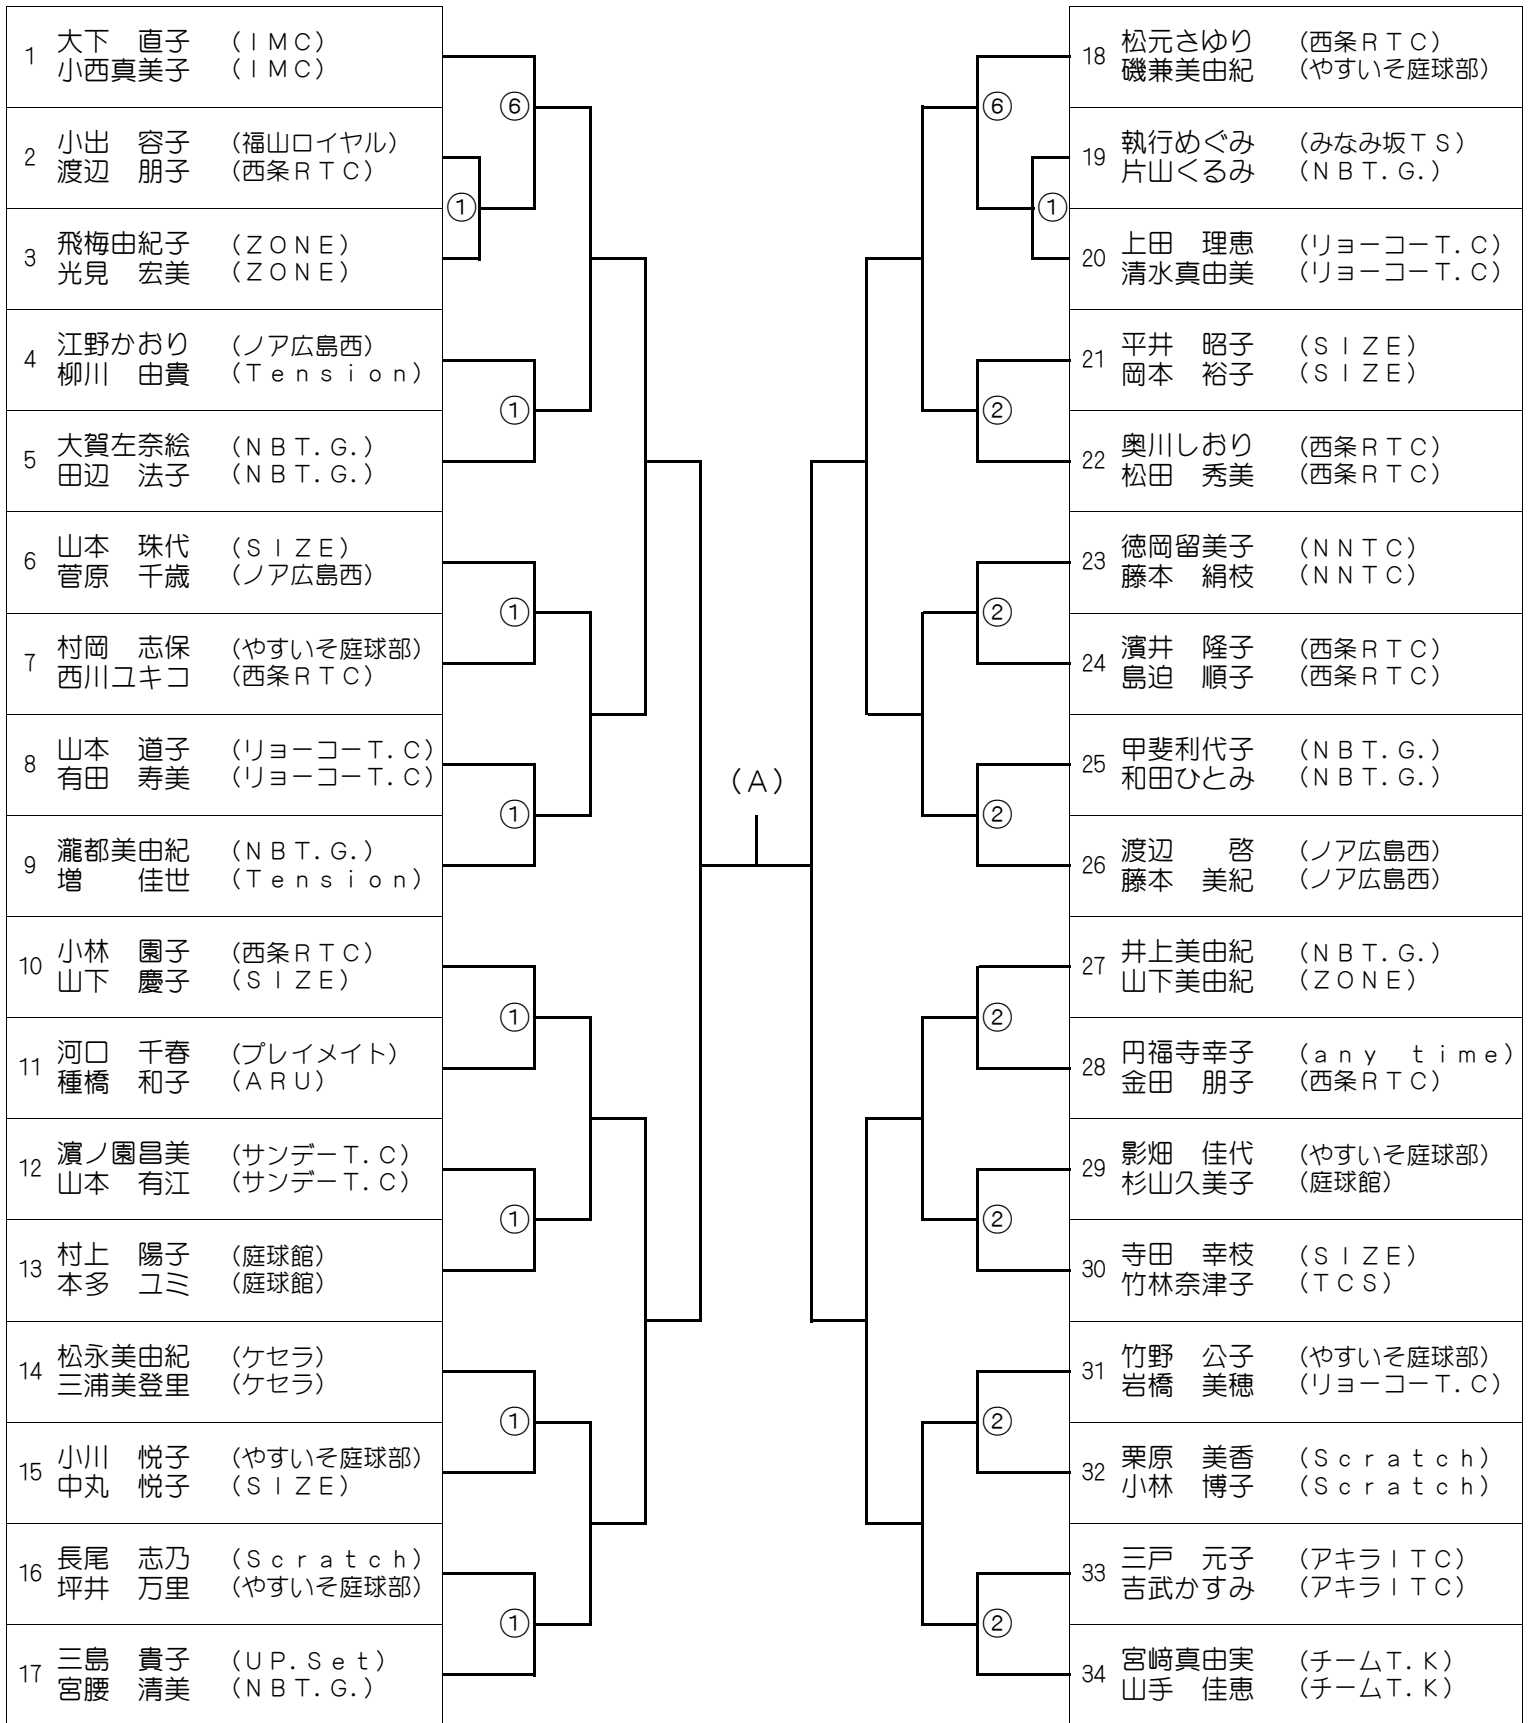 1 大下　直子 (ＩＭＣ)
小西真美子 (ＩＭＣ)
⑥
2 小出　容子 (福山ロイヤル)
渡辺　朋子 (西条ＲＴＣ)
①
3 飛梅由紀子 (ＺＯＮＥ)
光見　宏美 (ＺＯＮＥ)
4 江野かおり (ノア広島西)
柳川　由貴 (Ｔｅｎｓｉｏｎ)
①
5 大賀左奈絵 (ＮＢＴ.Ｇ.)
田辺　法子 (ＮＢＴ.Ｇ.)
6 山本　珠代 (ＳＩＺＥ)
菅原　千歳 (ノア広島西)
①
7 村岡　志保 (やすいそ庭球部)
西川ユキコ (西条ＲＴＣ)
8 山本　道子 (リョーコーＴ.Ｃ)
有田　寿美 (リョーコーＴ.Ｃ)
①
9 瀧都美由紀 (ＮＢＴ.Ｇ.)
増　　佳世 (Ｔｅｎｓｉｏｎ)
10 小林　園子 (西条ＲＴＣ)
山下　慶子 (ＳＩＺＥ)
①
11 河口　千春 (プレイメイト)
種橋　和子 (ＡＲＵ)
12 濱ノ園昌美 (サンデーＴ.Ｃ)
山本　有江 (サンデーＴ.Ｃ)
①
13 村上　陽子 (庭球館)
本多　ユミ (庭球館)
14 松永美由紀 (ケセラ)
三浦美登里 (ケセラ)
①
15 小川　悦子 (やすいそ庭球部)
中丸　悦子 (ＳＩＺＥ)
16 長尾　志乃 (Ｓｃｒａｔｃｈ)
坪井　万里 (やすいそ庭球部)
①
17 三島　貴子 (ＵＰ.Ｓｅｔ)
宮腰　清美 (ＮＢＴ.Ｇ.)
(Ａ)
18 松元さゆり (西条ＲＴＣ)
磯兼美由紀 (やすいそ庭球部)
⑥
19 執行めぐみ (みなみ坂ＴＳ)
片山くるみ (ＮＢＴ.Ｇ.)
①
20 上田　理恵 (リョーコーＴ.Ｃ)
清水真由美 (リョーコーＴ.Ｃ)
21 平井　昭子 (ＳＩＺＥ)
岡本　裕子 (ＳＩＺＥ)
②
22 奥川しおり (西条ＲＴＣ)
松田　秀美 (西条ＲＴＣ)
23 徳岡留美子 (ＮＮＴＣ)
藤本　絹枝 (ＮＮＴＣ)
②
24 濱井　隆子 (西条ＲＴＣ)
島迫　順子 (西条ＲＴＣ)
25 甲斐利代子 (ＮＢＴ.Ｇ.)
和田ひとみ (ＮＢＴ.Ｇ.)
②
26 渡辺　　啓 (ノア広島西)
藤本　美紀 (ノア広島西)
27 井上美由紀 (ＮＢＴ.Ｇ.)
山下美由紀 (ＺＯＮＥ)
②
28 円福寺幸子 (ａｎｙ　ｔｉｍｅ)
金田　朋子 (西条ＲＴＣ)
29 影畑　佳代 (やすいそ庭球部)
杉山久美子 (庭球館)
②
30 寺田　幸枝 (ＳＩＺＥ)
竹林奈津子 (ＴＣＳ)
31 竹野　公子 (やすいそ庭球部)
岩橋　美穂 (リョーコーＴ.Ｃ)
②
32 栗原　美香 (Ｓｃｒａｔｃｈ)
小林　博子 (Ｓｃｒａｔｃｈ)
33 三戸　元子 (アキラＩＴＣ)
吉武かすみ (アキラＩＴＣ)
②
34 宮﨑真由実 (チームＴ.Ｋ)
山手　佳恵 (チームＴ.Ｋ)